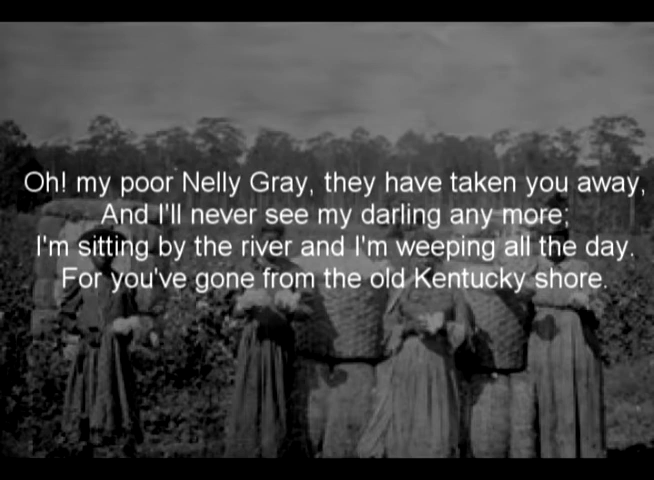 Oh! my poor Nelly Gray, they have taken you away,
And I'll never see my darling any more;
I'm sitting by the river and I'm weeping all the day.
For you've gone from the old Kentucky shore.